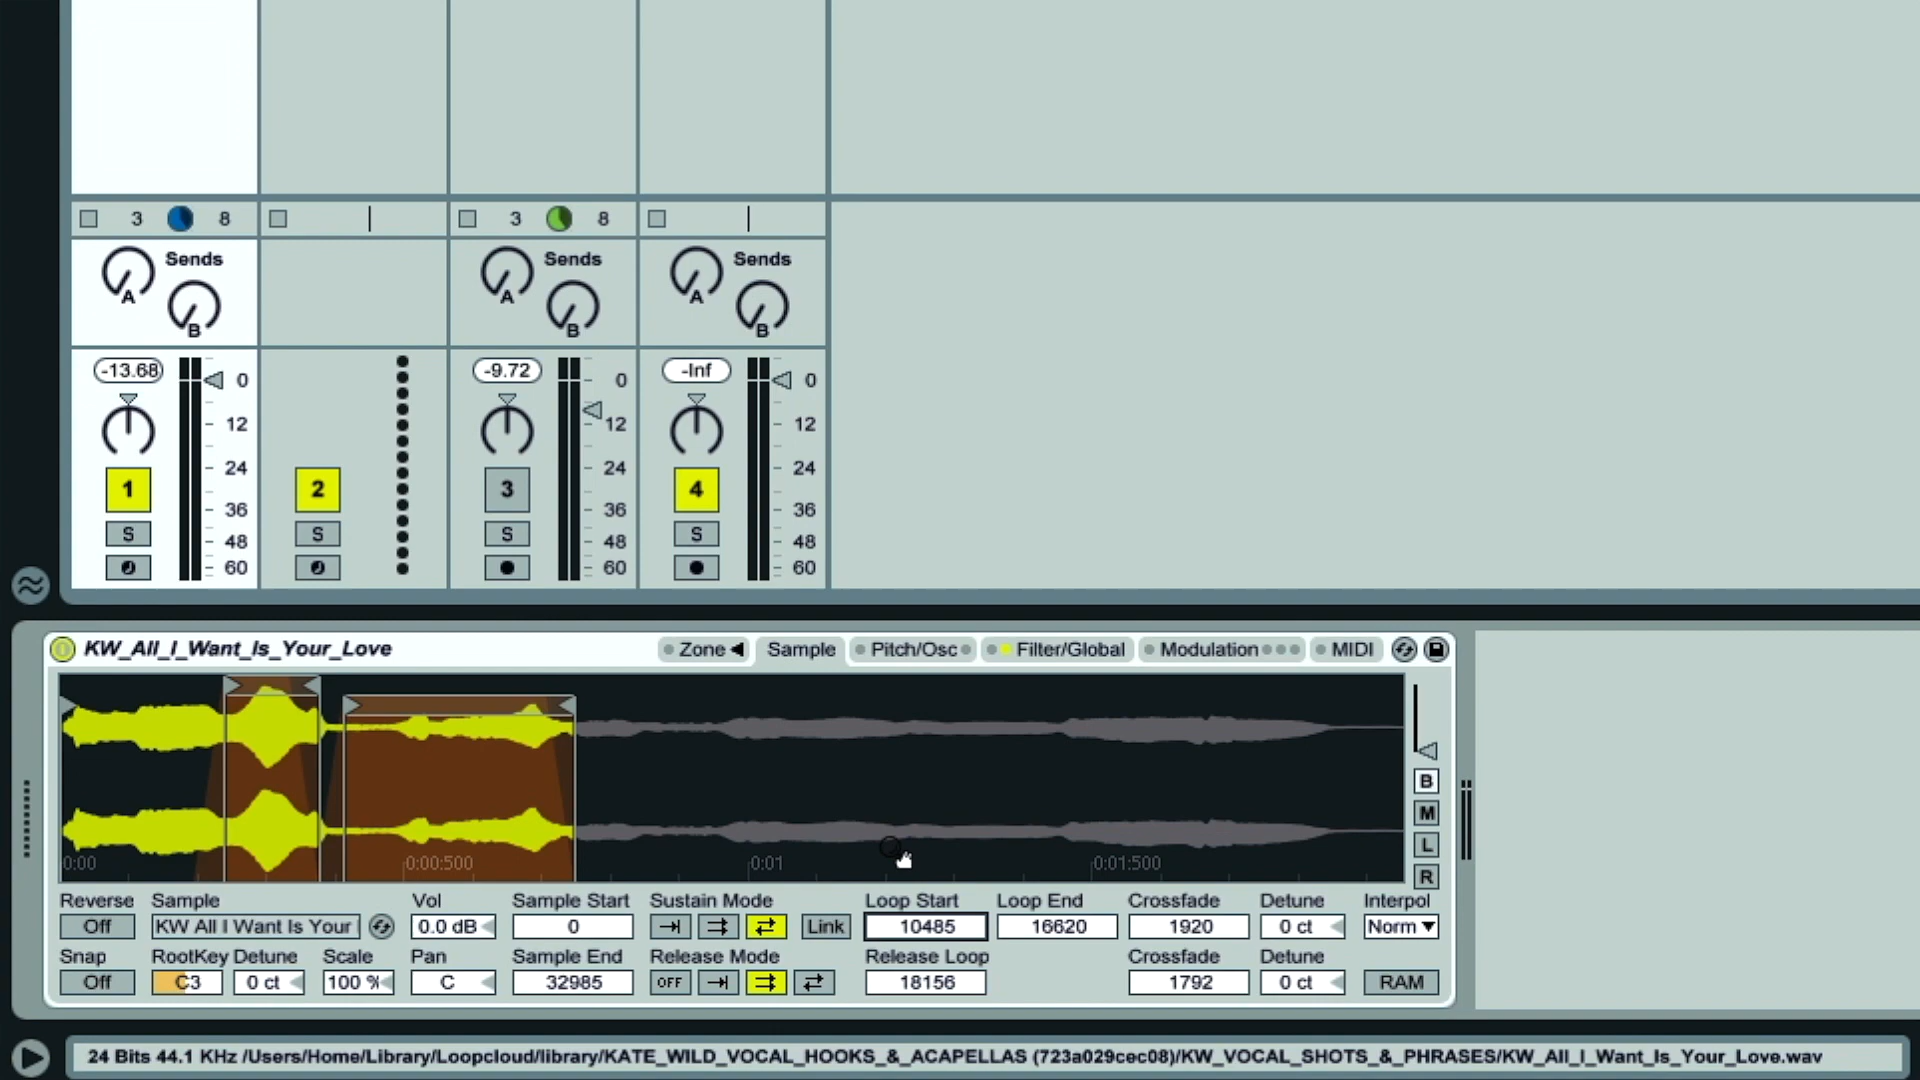 3 8 3 8
Sends Sends Sends
A B A B A B
-13.68 0 -9.72 0 -Inf 0
12 12 12
24 24 24
1 2 3 4
36 36 36
S S S S
48 48 48
60 60 60
KW_All_I_Want_Is_Your_Love Zone Sample Pitch/Osc Filter/Global Modulation MIDI
B
M
L
R
0:00 0:00:500 0:01 0:01:500
Reverse Sample Vol Sample Start Sustain Mode Loop Start Loop End Crossfade Detune Interpol
Off KW All I Want Is Your 0.0 dB 0 Link 10485 16620 1920 0 ct Norm
Snap RootKey Detune Scale Pan Sample End Release Mode Release Loop Crossfade Detune
Off C3 0 ct 100 % C 32985 OFF 18156 1792 0 ct RAM
24 Bits 44.1 KHz /Users/Home/Library/Loopcloud/library/KATE_WILD_VOCAL_HOOKS_&_ACAPELLAS (723a029cec08)/KW_VOCAL_SHOTS_&_PHRASES/KW_All_I_Want_Is_Your_Love.wav